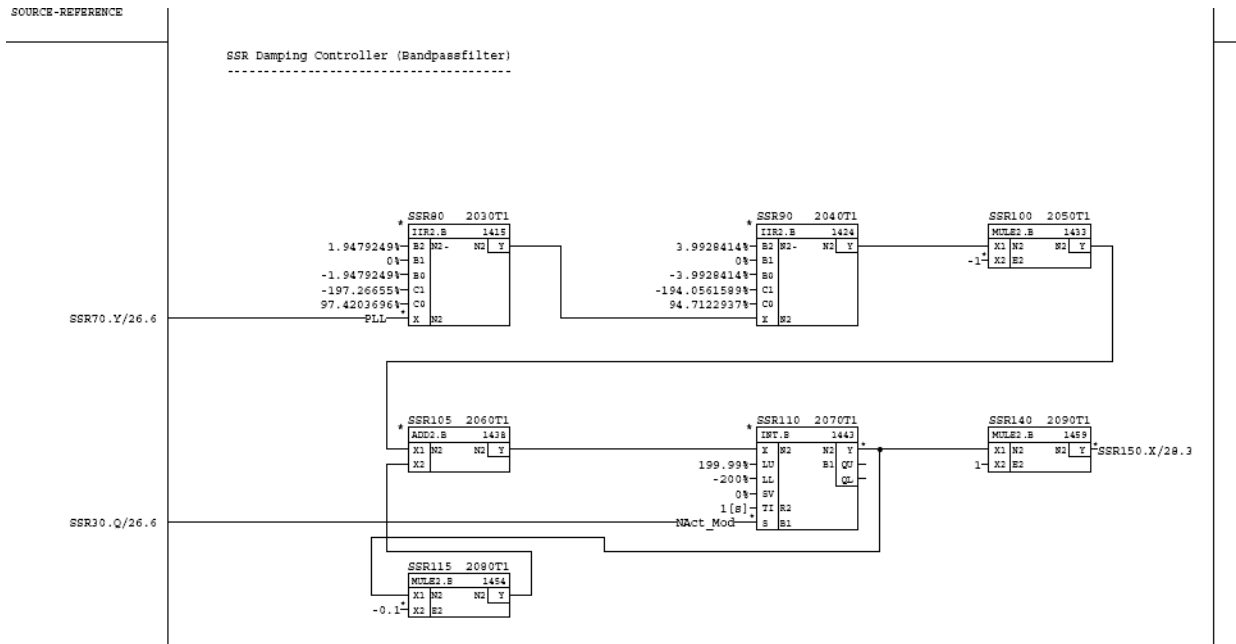 SOURCE-REFERENCE
SSR Damping Controller (Bandpassfilter)
----------------------------------------
SSR80 2030T1
* IIR2.B 1415
1.9479249% B2 N2- N2 Y
0% B1
-1.9479249% B0
-197.26655% C1
97.4203696% C0
SSR70.Y/26.6 PLL * X N2
SSR90 2040T1
* IIR2.B 1424
3.9928414% B2 N2- N2 Y
0% B1
-3.9928414% B0
-194.0561589% C1
94.7122937% C0
X N2
SSR100 2050T1
MULE2.B 1433
X1 N2 N2 Y
-1 * X2 E2
SSR105 2060T1
* ADD2.B 1438
X1 N2 N2 Y
X2
SSR110 2070T1
* INT.B 1443
X N2 N2 Y *
199.99% LU B1 QU
-200% LL QL
0% SV
1[s] TI R2
SSR30.Q/26.6 NAct_Mod * S B1
SSR140 2090T1
MULE2.B 1459
X1 N2 N2 Y * SSR150.X/28.3
1 X2 E2
SSR115 2080T1
MULE2.B 1454
X1 N2 N2 Y
-0.1 * X2 E2